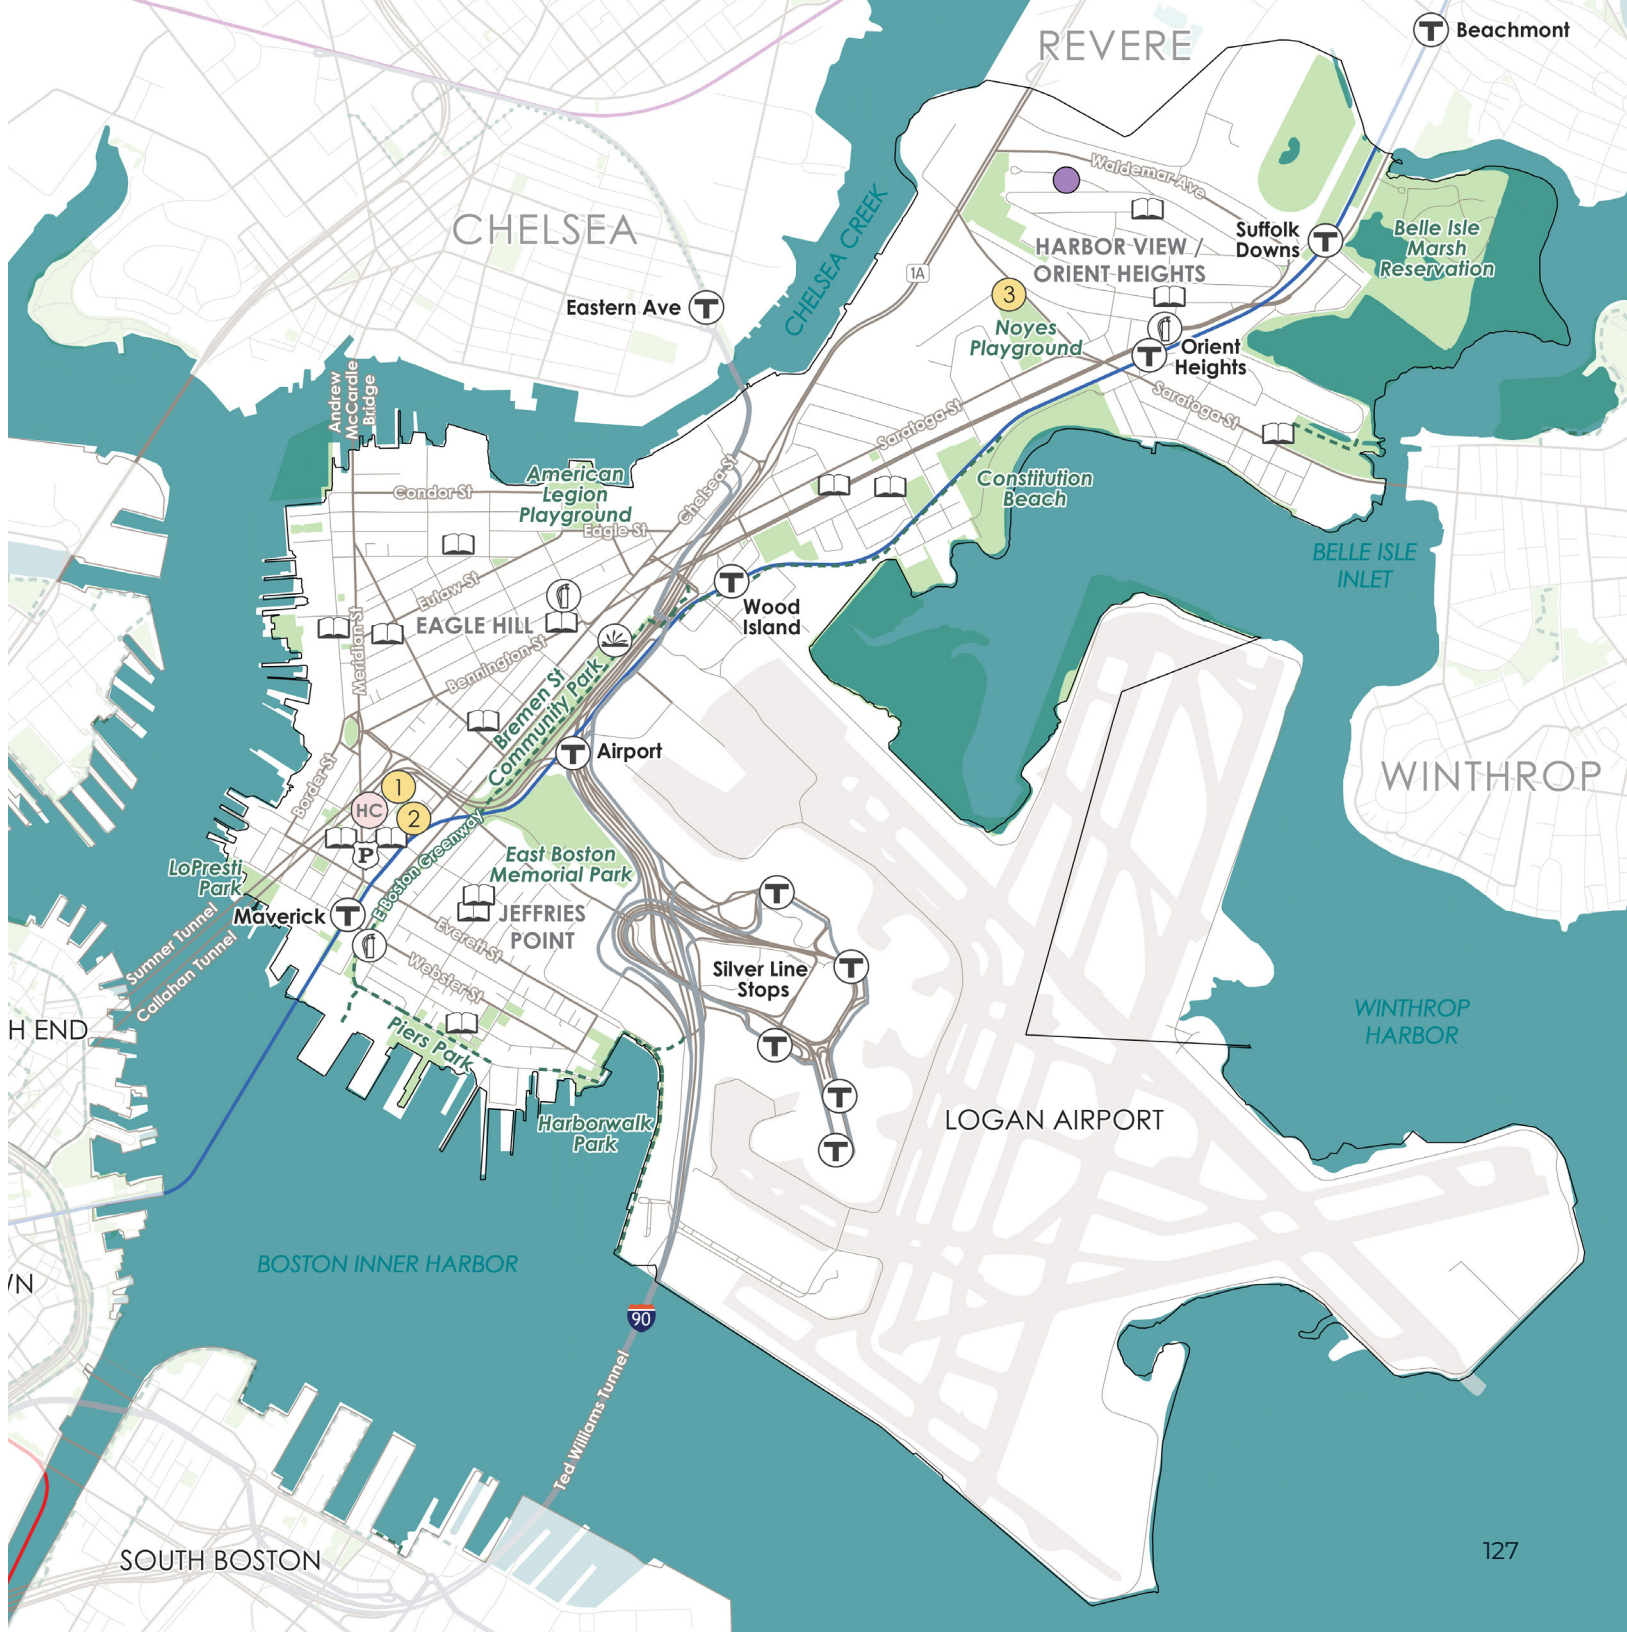 REVERE
Beachmont
Waldemar Ave
CHELSEA
CHELSEA CREEK
Suffolk
Downs
Belle Isle
Marsh
Reservation
HARBOR VIEW /
ORIENT HEIGHTS
1A
3
Eastern Ave
Noyes
Playground
Orient
Heights
Andrew
McCardle
Bridge
Saratoga St
Saratoga St
Chelsea St
American
Legion
Playground
Condor St
Constitution
Beach
Eagle St
BELLE ISLE
INLET
Eutaw St
Wood
Island
EAGLE HILL
Meridian St
Bennington St
Bremen St
Community Park
Airport
WINTHROP
Border St
1
HC
2
P
E Boston Greenway
LoPresti
Park
East Boston
Memorial Park
Maverick
JEFFRIES
POINT
Everett St
Webster St
Sumner Tunnel
Callahan Tunnel
Silver Line
Stops
WINTHROP
HARBOR
H END
Piers Park
LOGAN AIRPORT
Harborwalk
Park
BOSTON INNER HARBOR
VN
90
Ted Williams Tunnel
SOUTH BOSTON
127
T
T
T
T
T
T
T
T
T
T
T
T
T